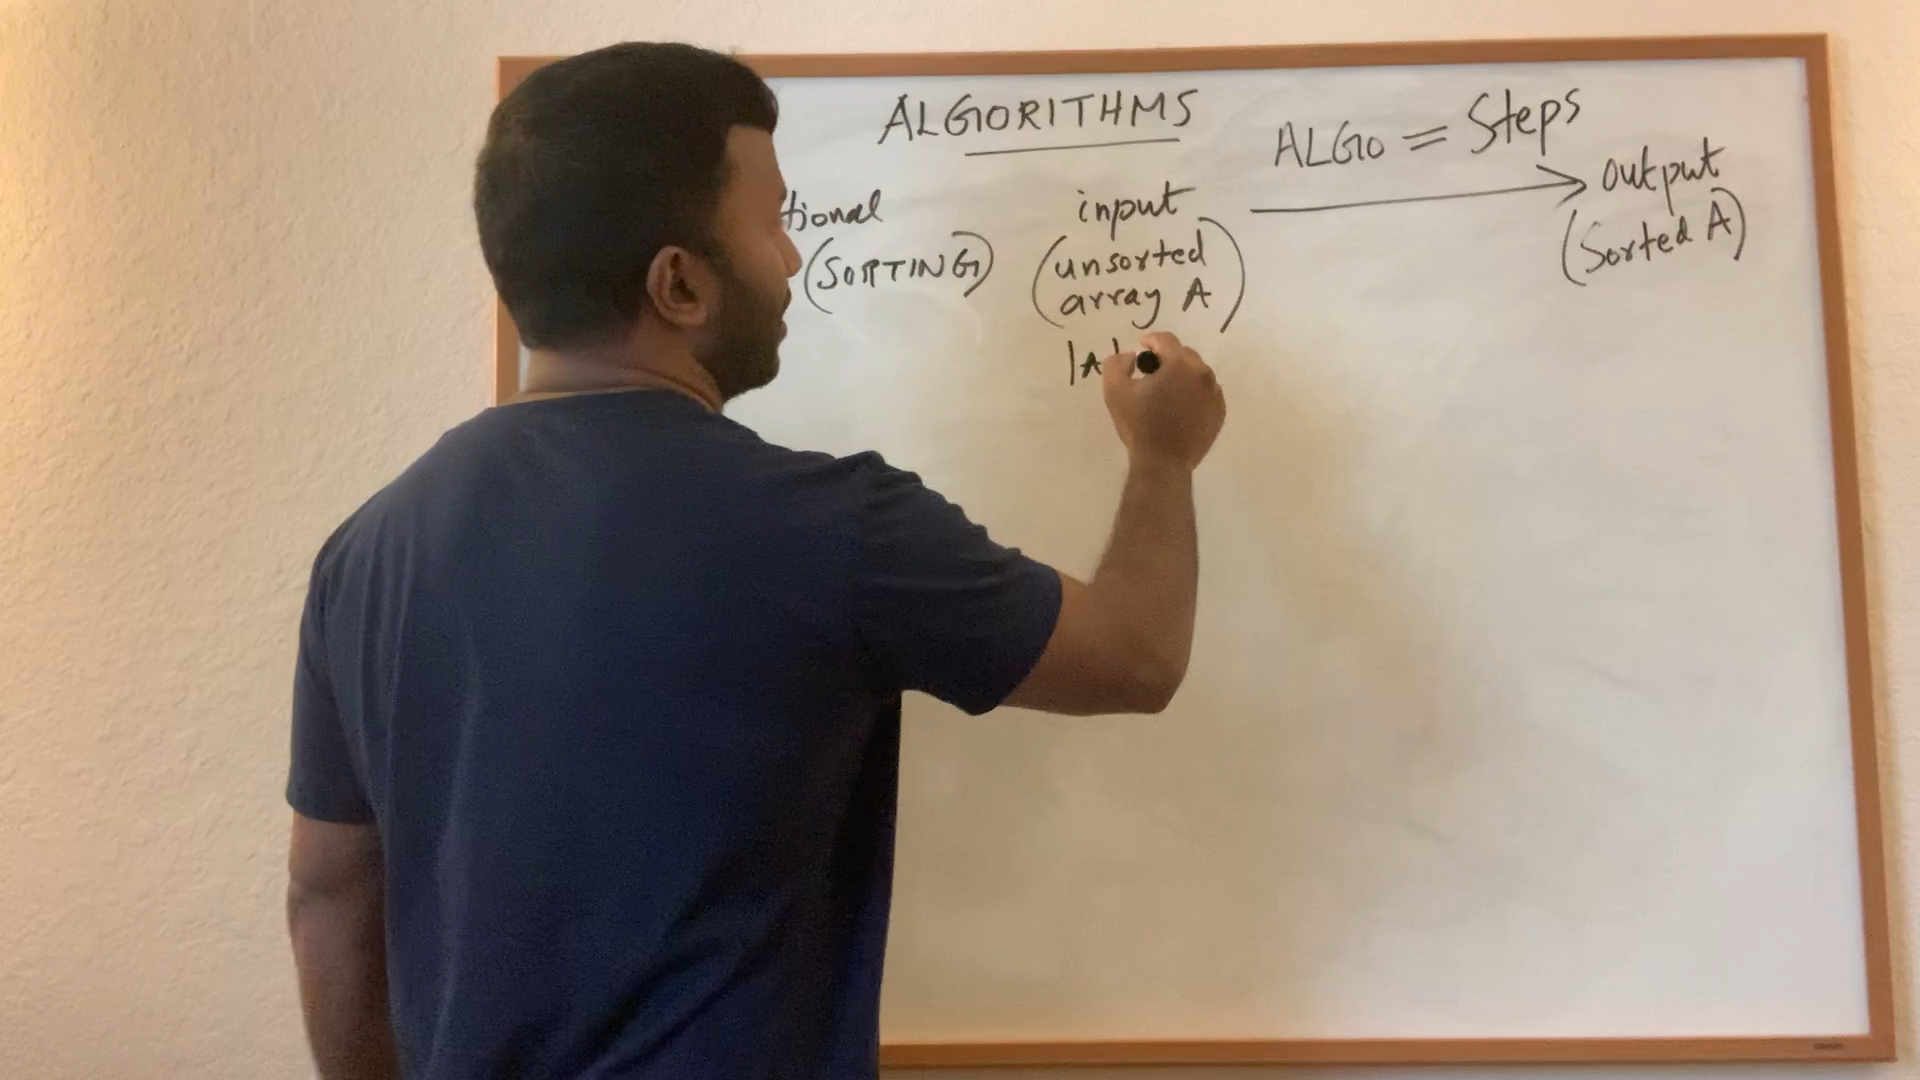 ALGORITHMS
ALGO = Steps
tional
input
output
(SORTING)
(unsorted
array A)
(Sorted A)
|A|